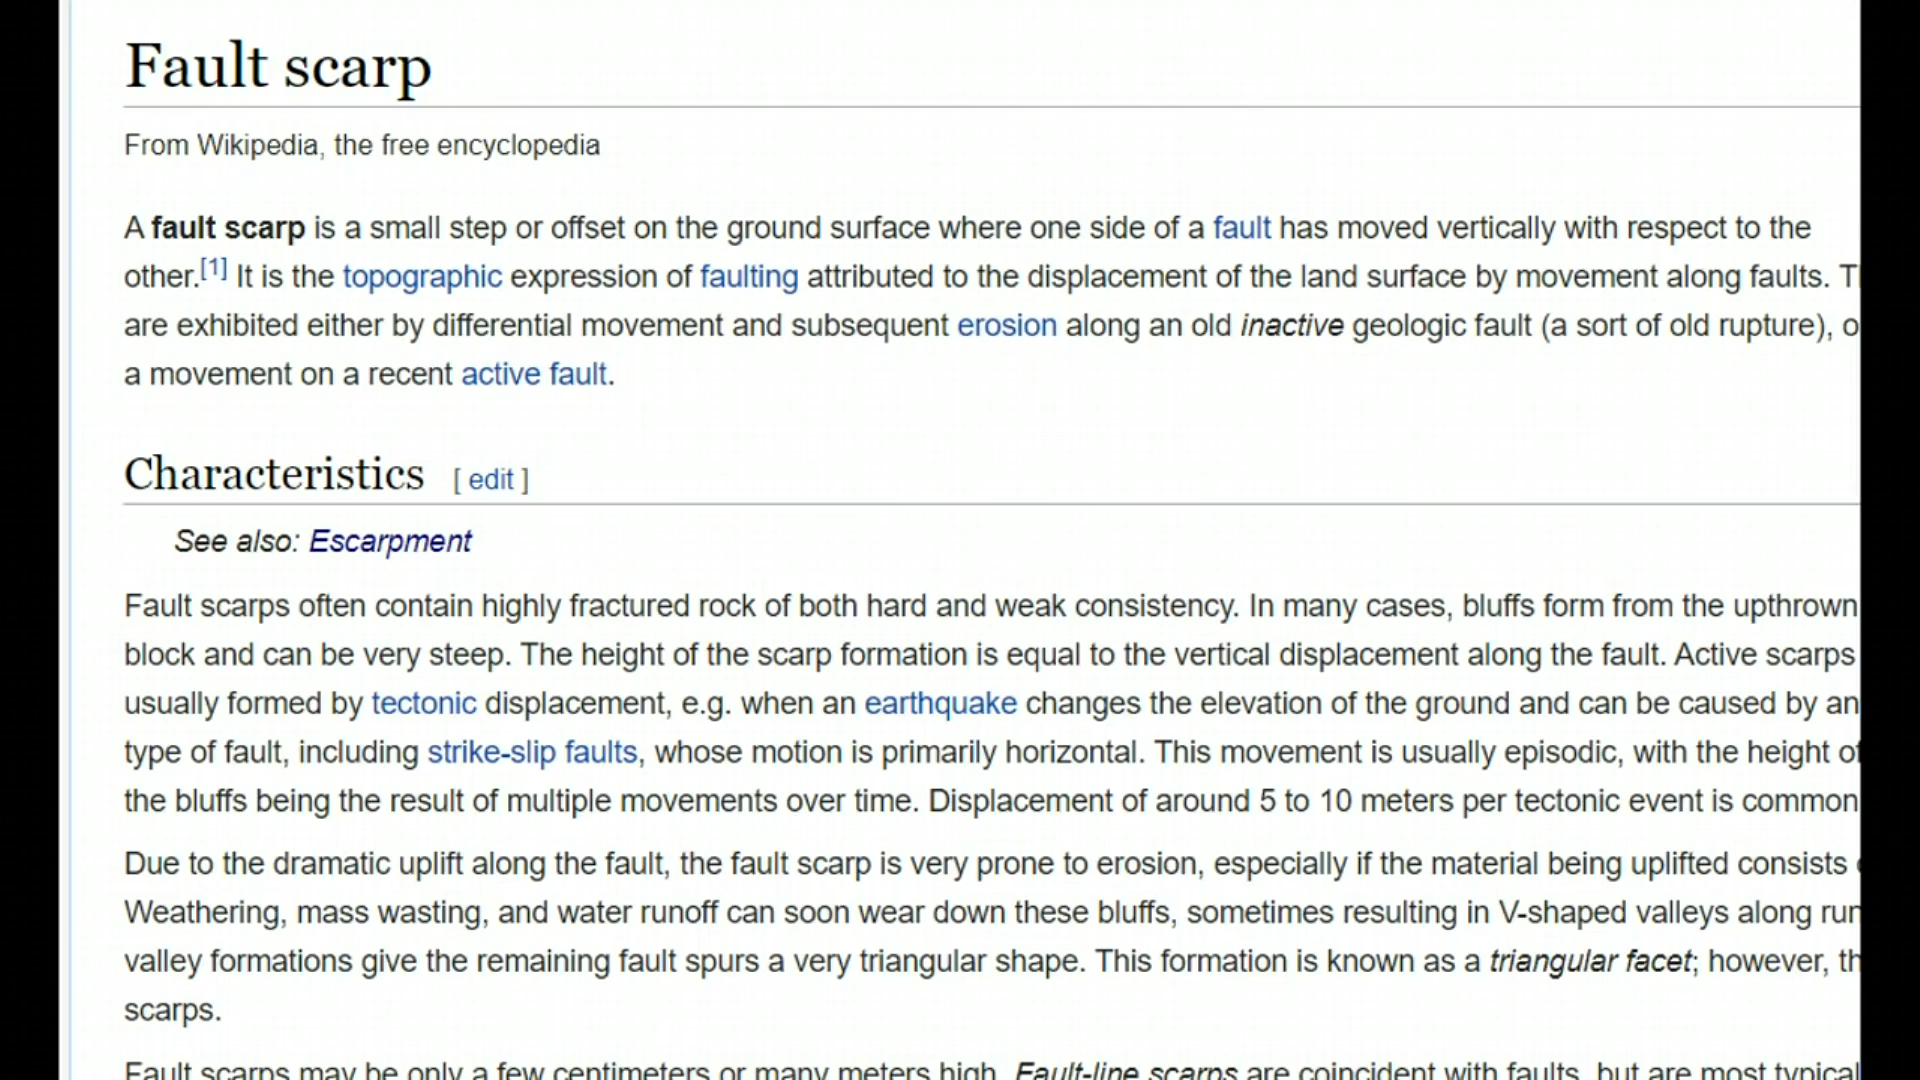 Fault scarp
From Wikipedia, the free encyclopedia
A fault scarp is a small step or offset on the ground surface where one side of a fault has moved vertically with respect to the
other.[1] It is the topographic expression of faulting attributed to the displacement of the land surface by movement along faults.
are exhibited either by differential movement and subsequent erosion along an old inactive geologic fault (a sort of old rupture),
a movement on a recent active fault.
Characteristics [ edit ]
See also: Escarpment
Fault scarps often contain highly fractured rock of both hard and weak consistency. In many cases, bluffs form from the upthrown
block and can be very steep. The height of the scarp formation is equal to the vertical displacement along the fault. Active scarps
usually formed by tectonic displacement, e.g. when an earthquake changes the elevation of the ground and can be caused by an
type of fault, including strike-slip faults, whose motion is primarily horizontal. This movement is usually episodic, with the height of
the bluffs being the result of multiple movements over time. Displacement of around 5 to 10 meters per tectonic event is common
Due to the dramatic uplift along the fault, the fault scarp is very prone to erosion, especially if the material being uplifted consists
Weathering, mass wasting, and water runoff can soon wear down these bluffs, sometimes resulting in V-shaped valleys along
valley formations give the remaining fault spurs a very triangular shape. This formation is known as a triangular facet; however,
scarps.
Fault scarps may be only a few centimeters or many meters high. Fault-line scarps are coincident with faults, but are most